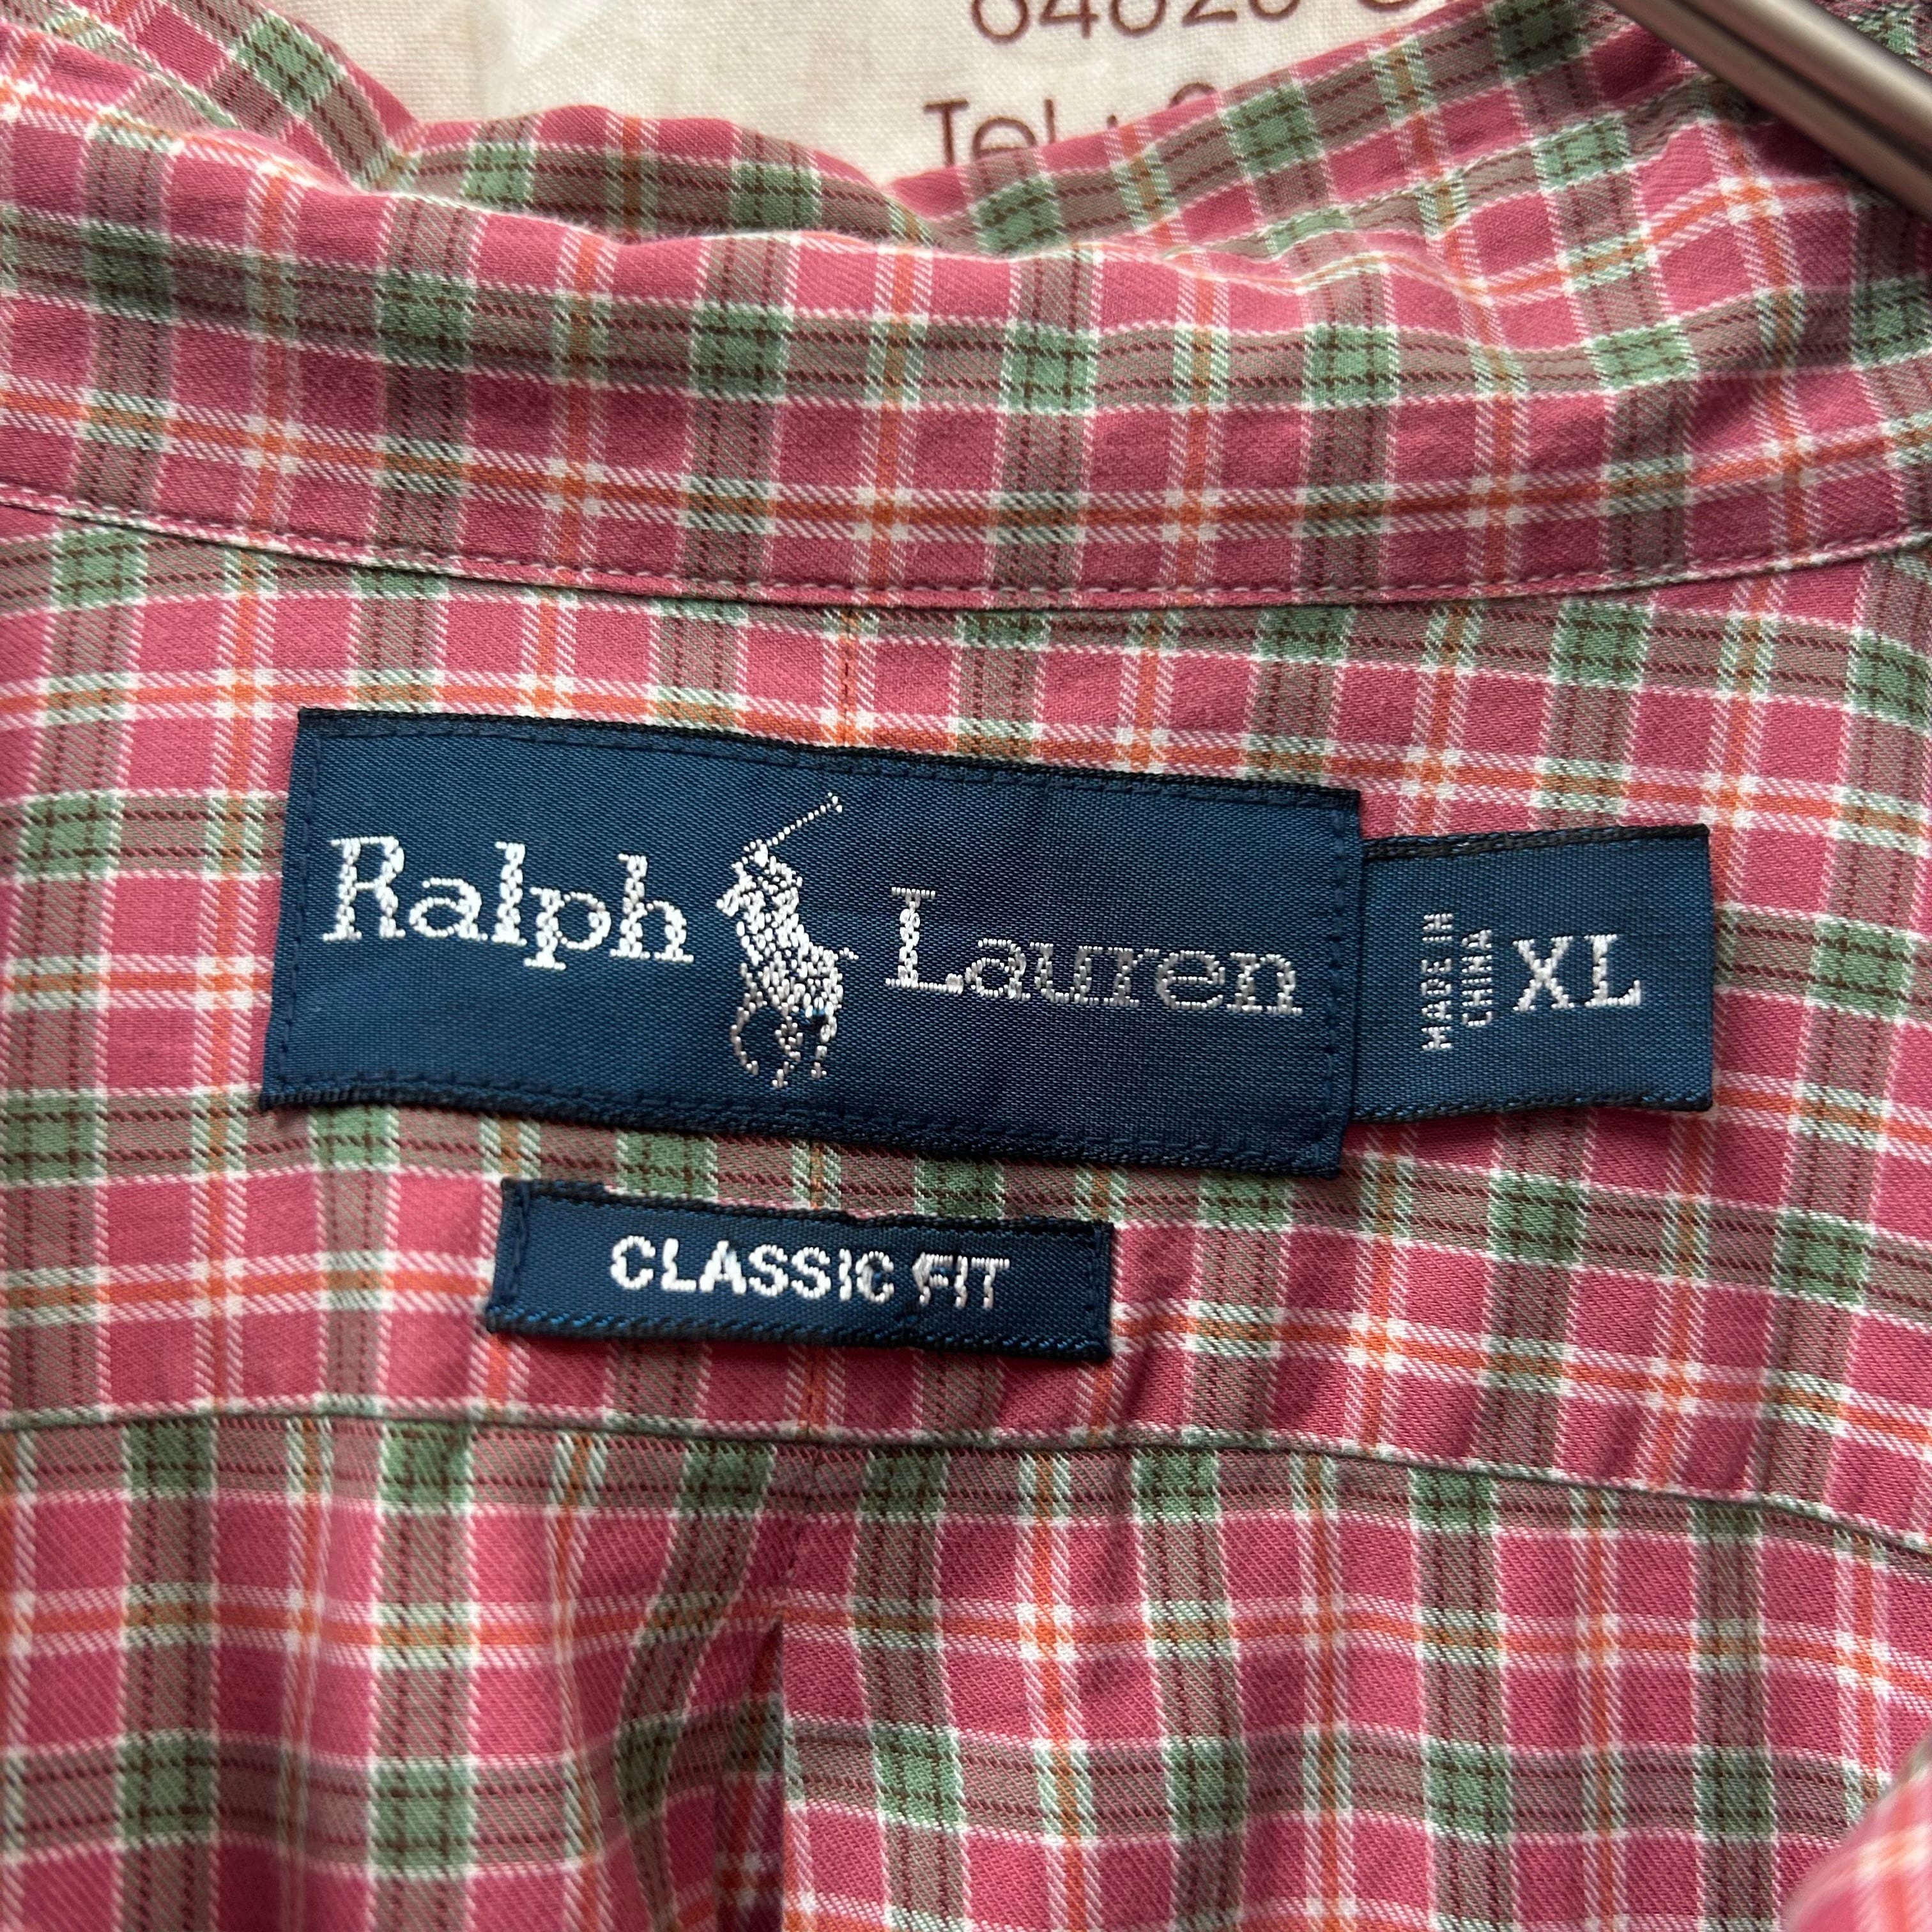 Tel :
Ralph Lauren
MADE IN
CHINA
XL
CLASSIC FIT